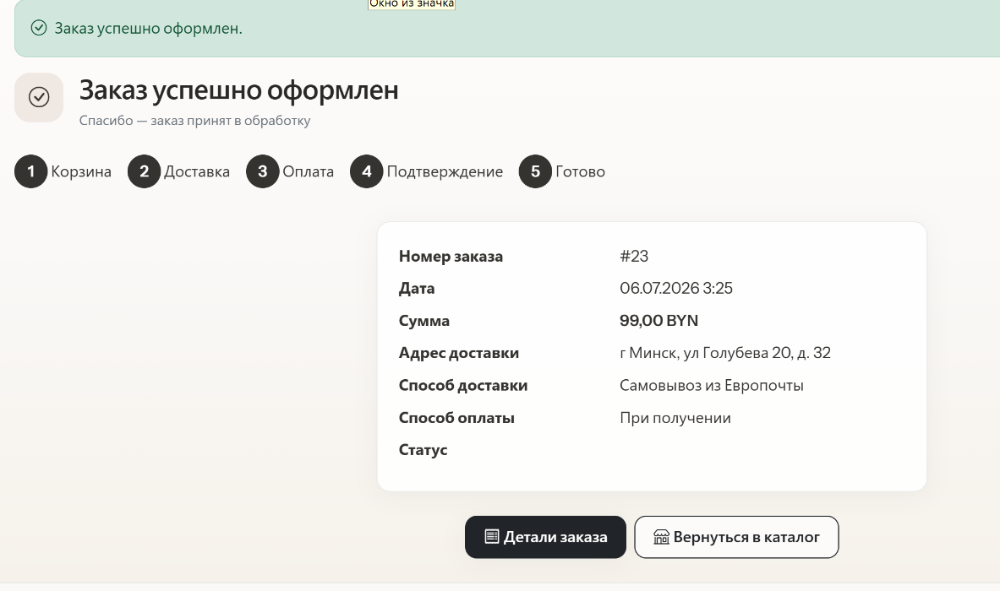 Окно из значка
Заказ успешно оформлен.
Заказ успешно оформлен
Спасибо — заказ принят в обработку
1 Корзина 2 Доставка 3 Оплата 4 Подтверждение 5 Готово
Номер заказа #23
Дата 06.07.2026 3:25
Сумма 99,00 BYN
Адрес доставки г Минск, ул Голубева 20, д. 32
Способ доставки Самовывоз из Европочты
Способ оплаты При получении
Статус
Детали заказа Вернуться в каталог